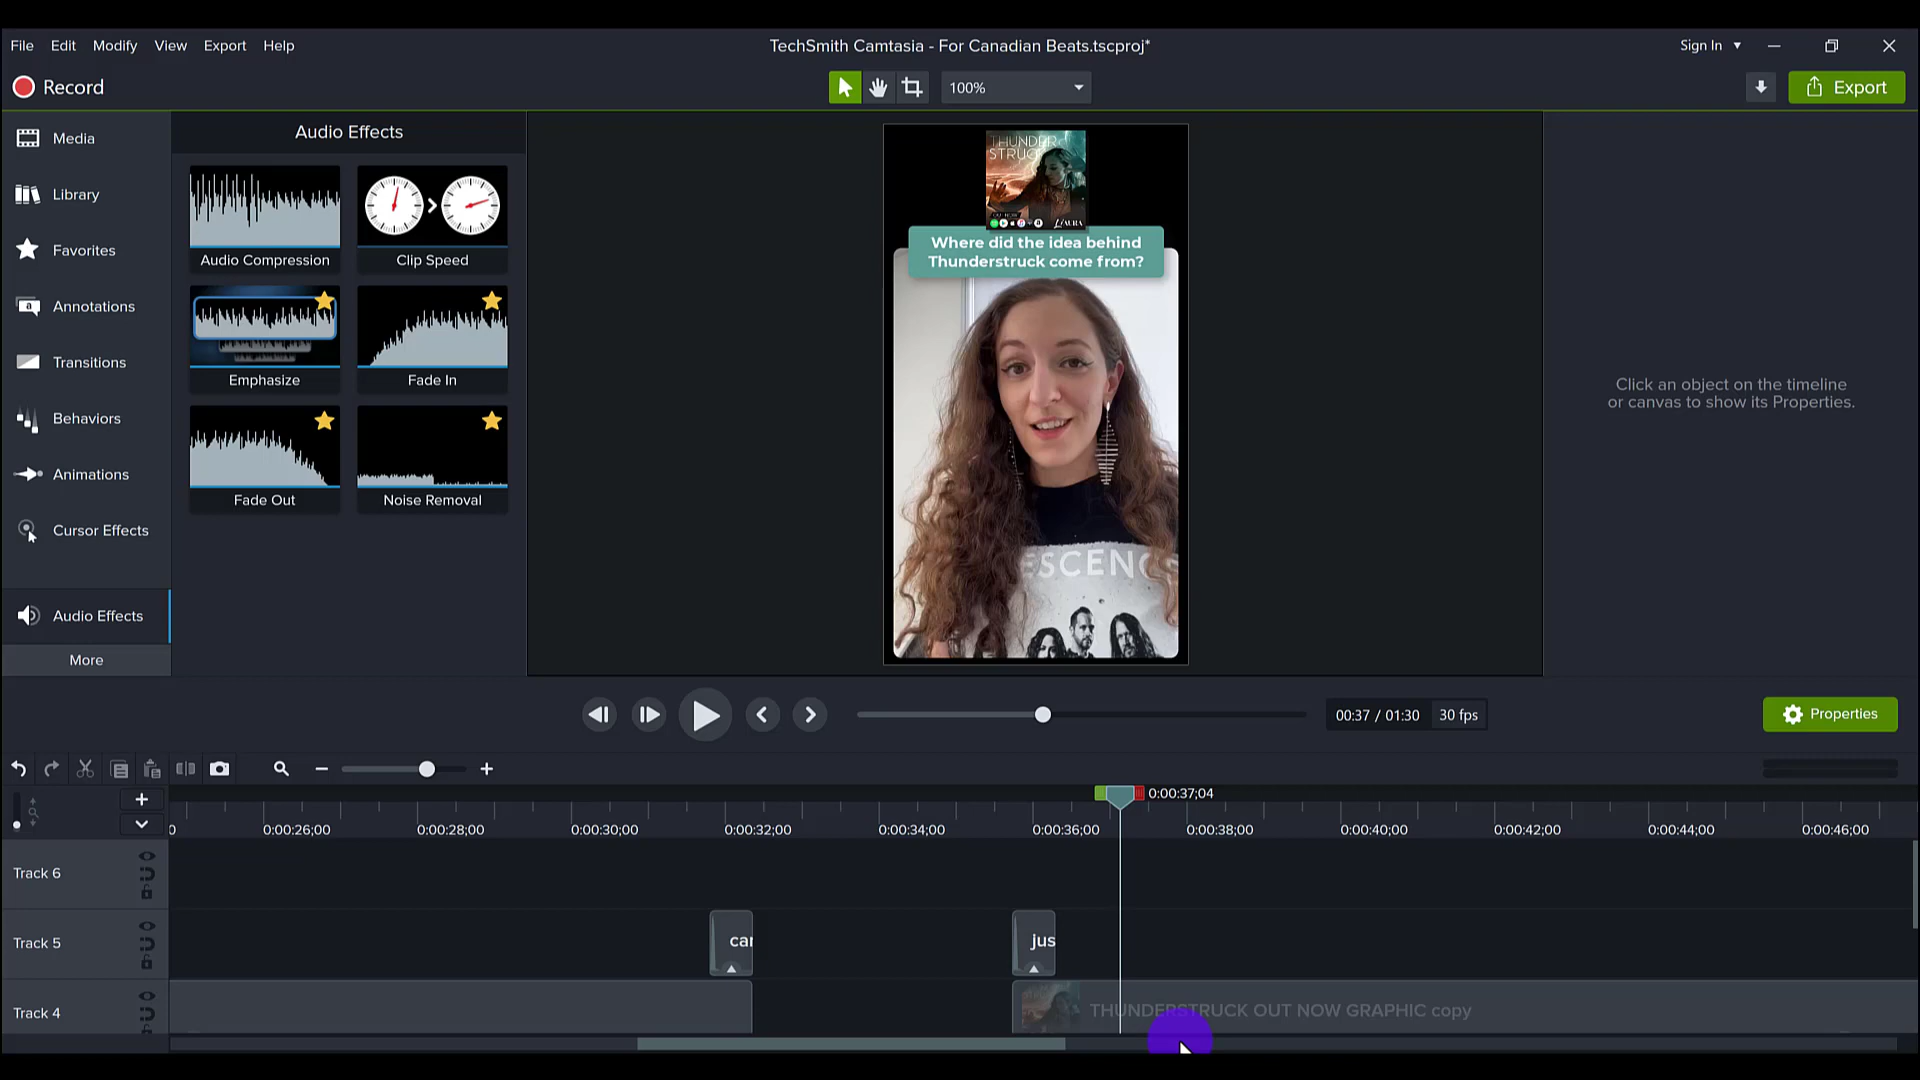 File Edit Modify View Export Help
TechSmith Camtasia - For Canadian Beats.tscproj*
Sign In
Record
100%
Export
Media
Library
Favorites
Annotations
Transitions
Behaviors
Animations
Cursor Effects
Audio Effects
More
Audio Effects
Audio Compression
Clip Speed
Emphasize
Fade In
Fade Out
Noise Removal
THUNDER
STRUC
Where did the idea behind
Thunderstruck come from?
ESCENC
Click an object on the timeline
or canvas to show its Properties.
00:37 / 01:30 30 fps
Properties
0:00:37;04
0 0:00:26;00 0:00:28;00 0:00:30;00 0:00:32;00 0:00:34;00 0:00:36;00 0:00:38;00 0:00:40;00 0:00:42;00 0:00:44;00 0:00:46;00
Track 6
Track 5
car
jus
Track 4
THUNDERSTRUCK OUT NOW GRAPHIC copy